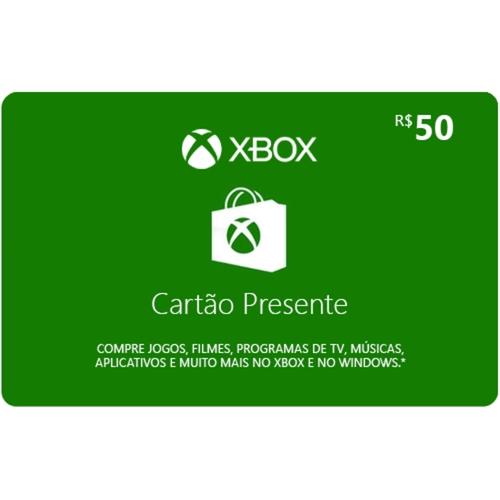 R$ 50
XBOX
Cartão Presente
COMPRE JOGOS, FILMES, PROGRAMAS DE TV, MÚSICAS,
APLICATIVOS E MUITO MAIS NO XBOX E NO WINDOWS.*